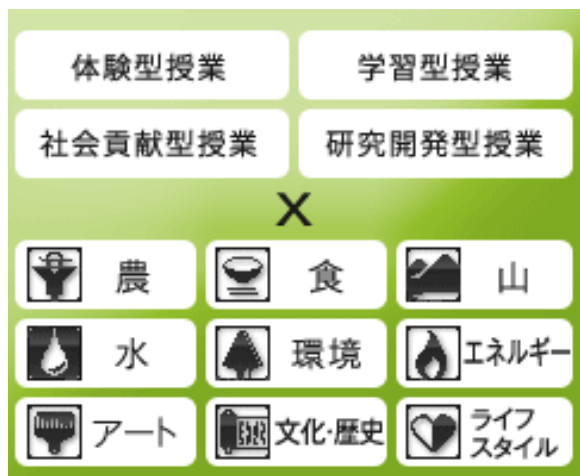 体験型授業
学習型授業
社会貢献型授業
研究開発型授業
X
農
食
山
水
環境
エネルギー
アート
文化·歴史
ライフ
スタイル